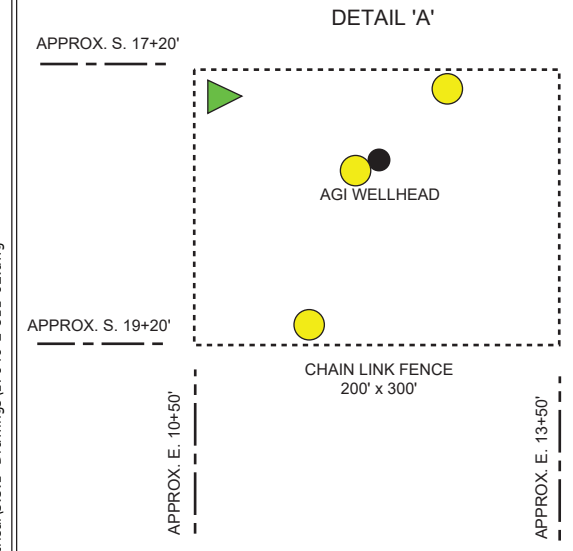 DETAIL 'A'
APPROX. S. 17+20'
AGI WELLHEAD
APPROX. S. 19+20'
CHAIN LINK FENCE
200' x 300'
APPROX. E. 10+50'
APPROX. E. 13+50'